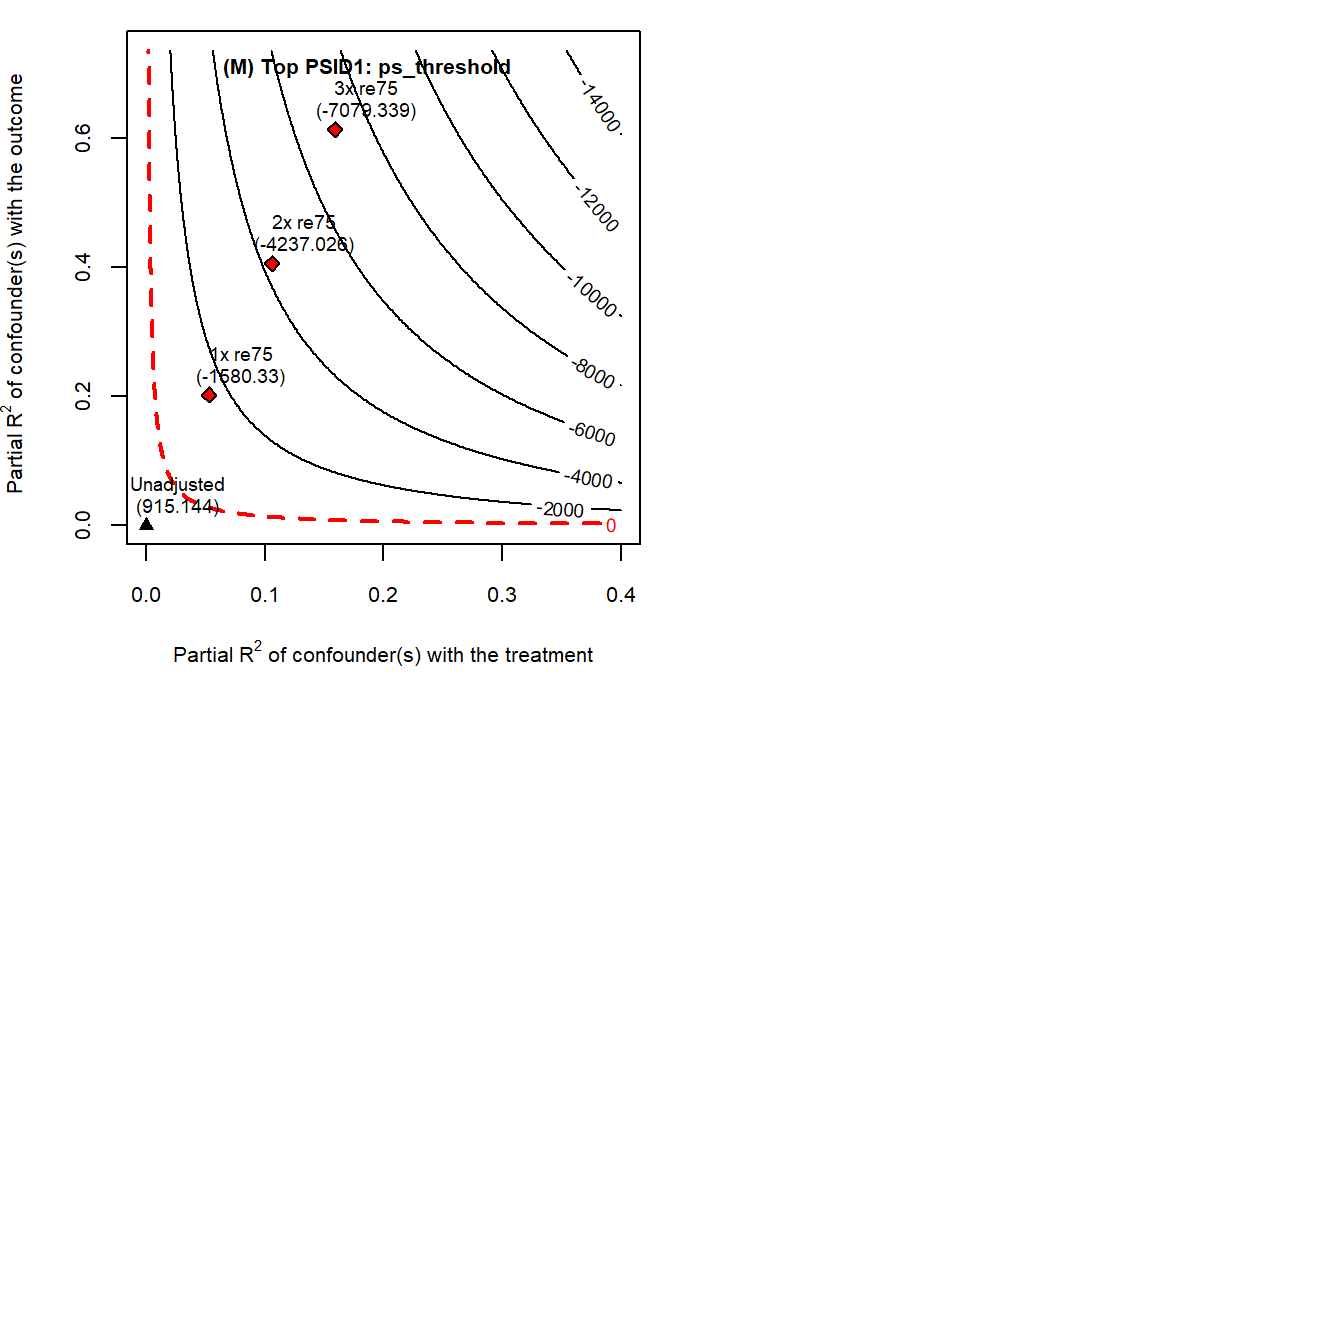 (M) Top PSID1: ps_threshold
3x re75
(-7079.339)
2x re75
(-4237.026)
1x re75
(-1580.33)
Unadjusted
(915.144)
-14000
-12000
-10000
-8000
-6000
-4000
-2000
0
0.6
0.4
0.2
0.0
Partial R² of confounder(s) with the outcome
0.0 0.1 0.2 0.3 0.4
Partial R² of confounder(s) with the treatment